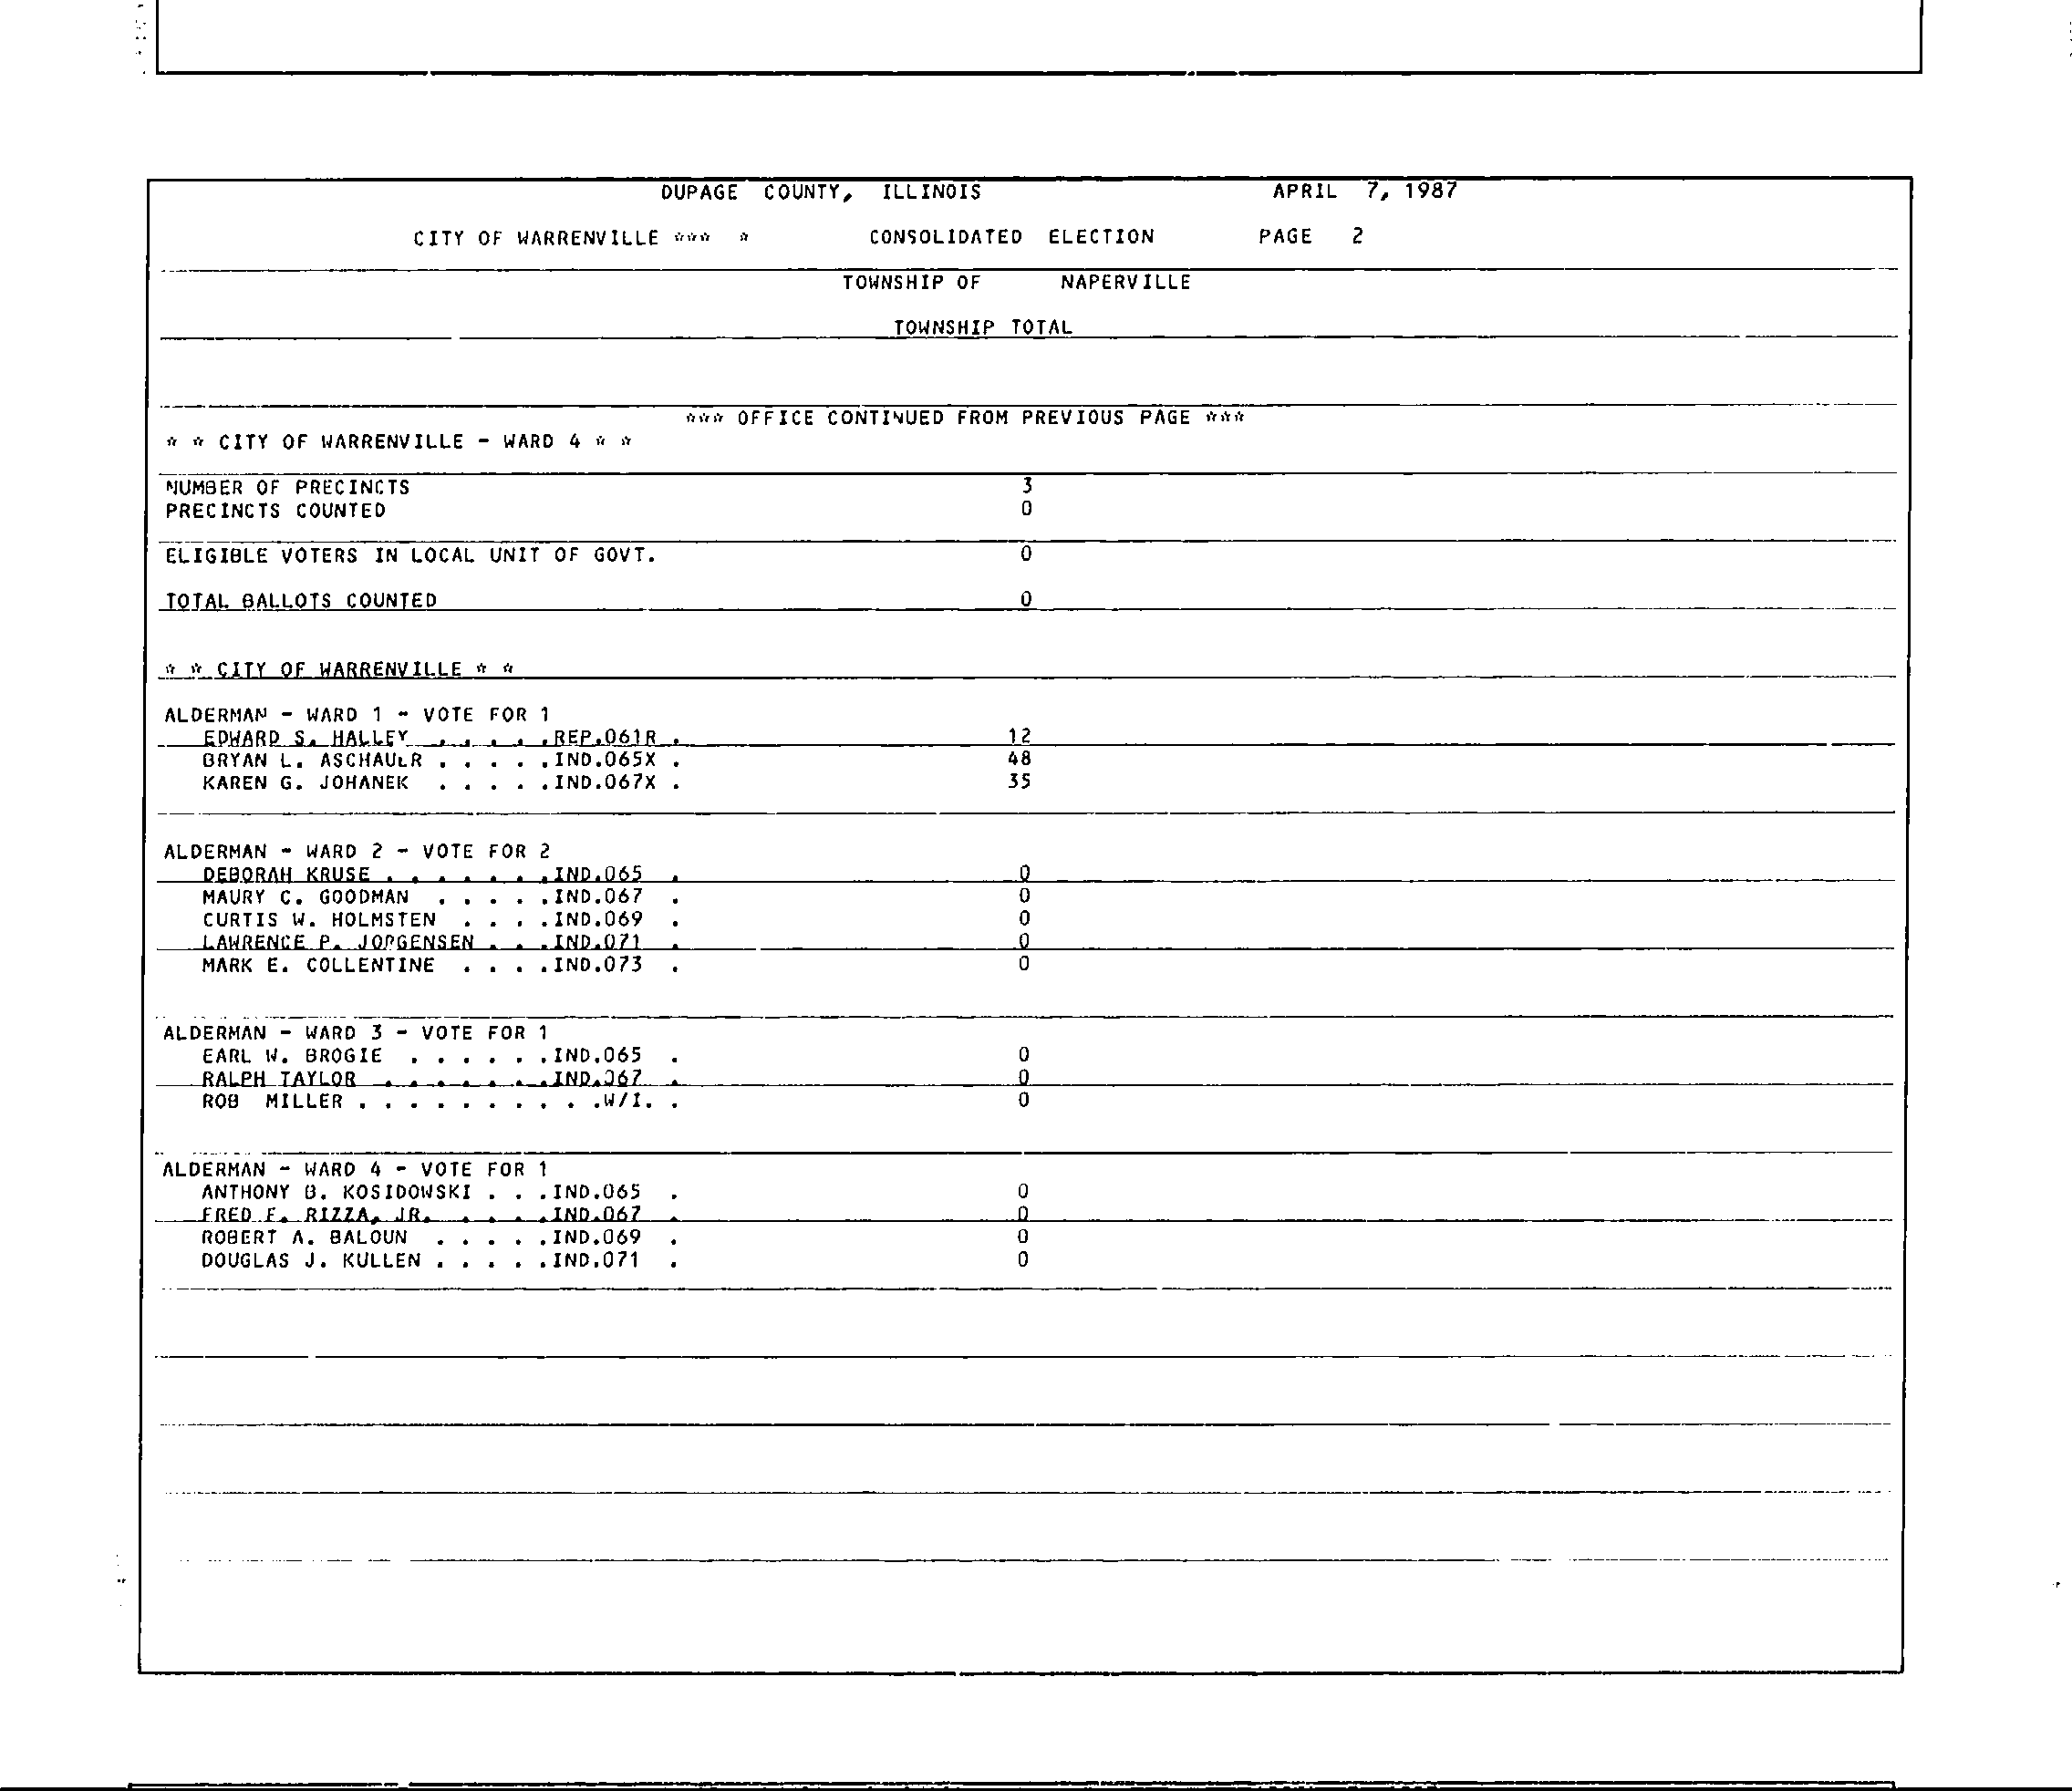 DUPAGE COUNTY, ILLINOIS APRIL 7, 1987
CITY OF WARRENVILLE *** * CONSOLIDATED ELECTION PAGE 2
TOWNSHIP OF NAPERVILLE
TOWNSHIP TOTAL
*** OFFICE CONTINUED FROM PREVIOUS PAGE ***
* * CITY OF WARRENVILLE - WARD 4 * *
NUMBER OF PRECINCTS 3
PRECINCTS COUNTED 0
ELIGIBLE VOTERS IN LOCAL UNIT OF GOVT. 0
TOTAL BALLOTS COUNTED 0
* * CITY OF WARRENVILLE * *
ALDERMAN - WARD 1 - VOTE FOR 1
EDWARD S. HALLEY . . . . .REP.061R . 12
BRYAN L. ASCHAUER . . . . .IND.065X . 48
KAREN G. JOHANEK . . . . .IND.067X . 35
ALDERMAN - WARD 2 - VOTE FOR 2
DEBORAH KRUSE . . . . . . .IND.065 . 0
MAURY C. GOODMAN . . . . .IND.067 . 0
CURTIS W. HOLMSTEN . . . .IND.069 . 0
LAWRENCE P. JORGENSEN . . .IND.071 . 0
MARK E. COLLENTINE . . . .IND.073 . 0
ALDERMAN - WARD 3 - VOTE FOR 1
EARL W. BROGIE . . . . . .IND.065 . 0
RALPH TAYLOR . . . . . . .IND.067 . 0
ROB MILLER . . . . . . . . . .W/I. . 0
ALDERMAN - WARD 4 - VOTE FOR 1
ANTHONY B. KOSIDOWSKI . . .IND.065 . 0
FRED F. RIZZA, JR. . . . .IND.067 . 0
ROBERT A. BALOUN . . . . .IND.069 . 0
DOUGLAS J. KULLEN . . . . .IND.071 . 0